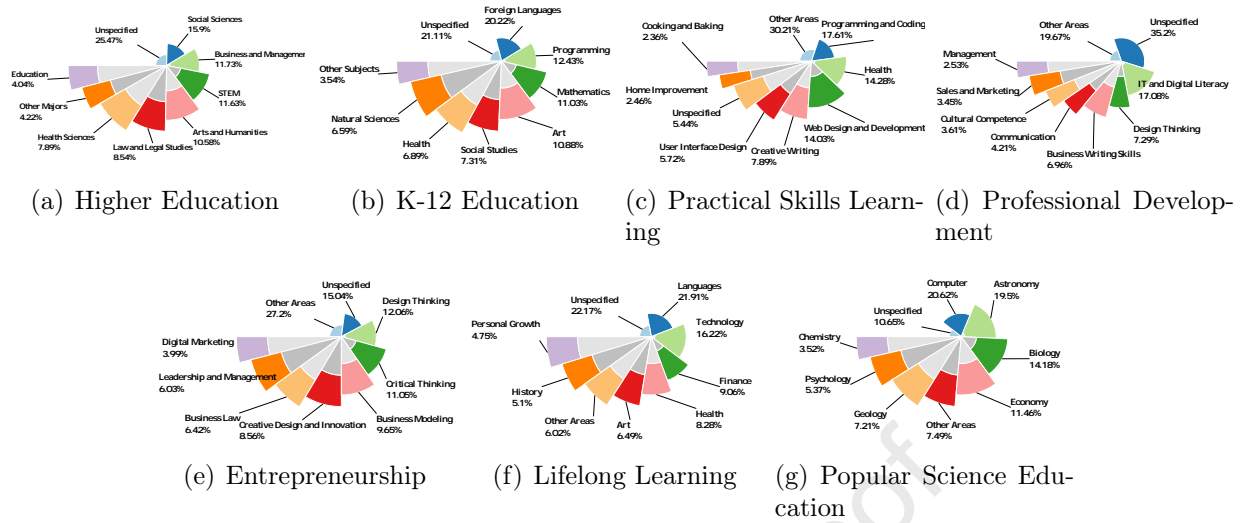 Unspecified
25.47%
Social Sciences
15.9%
Business and Managemen
11.73%
STEM
11.63%
Arts and Humanities
10.58%
Law and Legal Studies
8.54%
Health Sciences
7.89%
Other Majors
4.22%
Education
4.04%
(a) Higher Education
Unspecified
21.11%
Foreign Languages
20.22%
Programming
12.43%
Mathematics
11.03%
Art
10.88%
Social Studies
7.31%
Health
6.89%
Natural Sciences
6.59%
Other Subjects
3.54%
(b) K-12 Education
Other Areas
30.21%
Programming and Coding
17.61%
Health
14.28%
Web Design and Development
14.03%
Creative Writing
7.89%
User Interface Design
5.72%
Unspecified
5.44%
Home Improvement
2.46%
Cooking and Baking
2.36%
(c) Practical Skills Learn-
ing
Other Areas
19.67%
Unspecified
35.2%
IT and Digital Literacy
17.08%
Design Thinking
7.29%
Business Writing Skills
6.96%
Communication
4.21%
Cultural Competence
3.61%
Sales and Marketing
3.45%
Management
2.53%
(d) Professional Develop-
ment
Other Areas
27.2%
Unspecified
15.04%
Design Thinking
12.06%
Critical Thinking
11.05%
Business Modeling
9.65%
Creative Design and Innovation
8.56%
Business Law
6.42%
Leadership and Management
6.03%
Digital Marketing
3.99%
(e) Entrepreneurship
Unspecified
22.17%
Languages
21.91%
Technology
16.22%
Finance
9.06%
Health
8.28%
Art
6.49%
Other Areas
6.02%
History
5.1%
Personal Growth
4.75%
(f) Lifelong Learning
Computer
20.62%
Astronomy
19.5%
Biology
14.18%
Economy
11.46%
Other Areas
7.49%
Geology
7.21%
Psychology
5.37%
Chemistry
3.52%
Unspecified
10.65%
(g) Popular Science Edu-
cation
oof